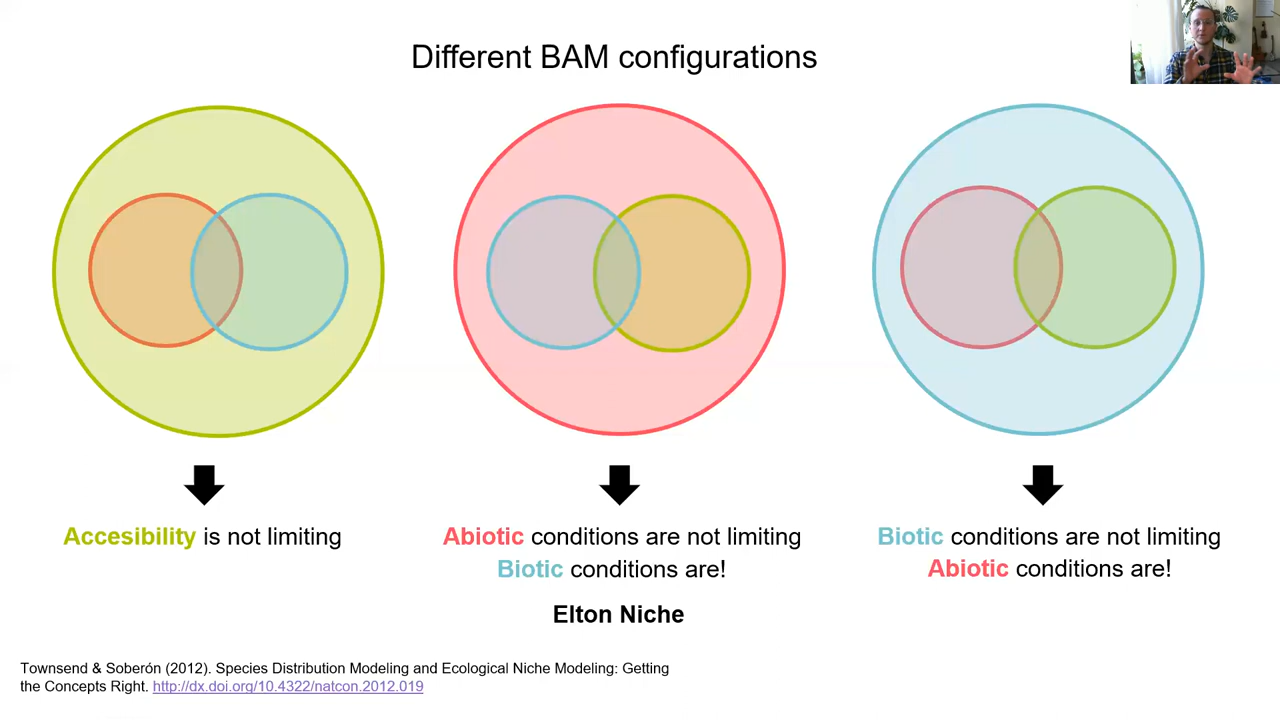 Different BAM configurations
Accesibility is not limiting
Abiotic conditions are not limiting
Biotic conditions are!
Elton Niche
Biotic conditions are not limiting
Abiotic conditions are!
Townsend & Soberón (2012). Species Distribution Modeling and Ecological Niche Modeling: Getting
the Concepts Right. http://dx.doi.org/10.4322/natcon.2012.019